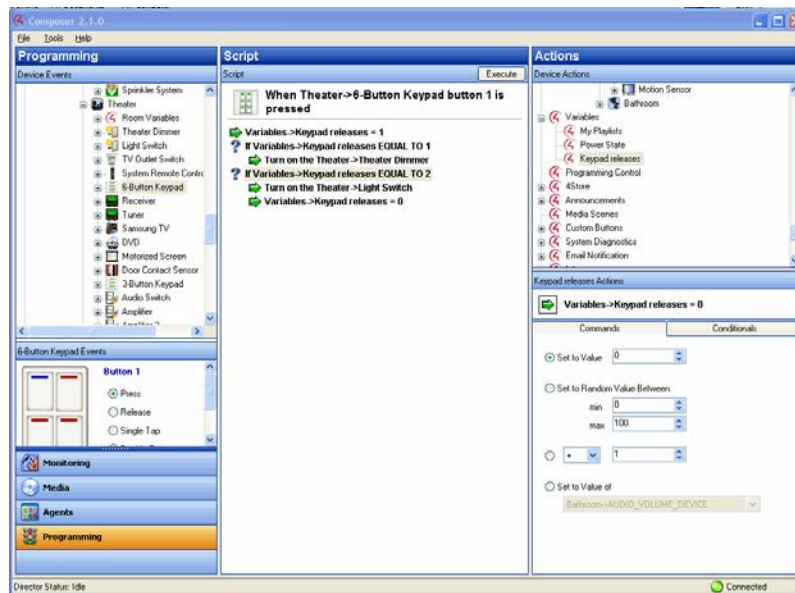 Composer 2.1.0
File Tools Help
Programming
Device Events
Sprinkler System
Theater
Room Variables
Theater Dimmer
Light Switch
TV Outlet Switch
System Remote Contro
6-Button Keypad
Receiver
Tuner
Samsung TV
DVD
Motorized Screen
Door Contact Sensor
3-Button Keypad
Audio Switch
Amplifier
6-Button Keypad Events
Button 1
Press
Release
Single Tap
Monitoring
Media
Agents
Programming
Script
Script Execute
When Theater->6-Button Keypad button 1 is
pressed
Variables->Keypad releases = 1
If Variables->Keypad releases EQUAL TO 1
Turn on the Theater->Theater Dimmer
If Variables->Keypad releases EQUAL TO 2
Turn on the Theater->Light Switch
Variables->Keypad releases = 0
Actions
Device Actions
Motion Sensor
Bathroom
Variables
My Playlists
Power State
Keypad releases
Programming Control
4Store
Announcements
Media Scenes
Custom Buttons
System Diagnostics
Email Notification
Keypad releases Actions
Variables->Keypad releases = 0
Commands Conditionals
Set to Value 0
Set to Random Value Between
min 0
max 100
+ 1
Set to Value of
Bathroom->AUDIO_VOLUME_DEVICE
Director Status: Idle
Connected